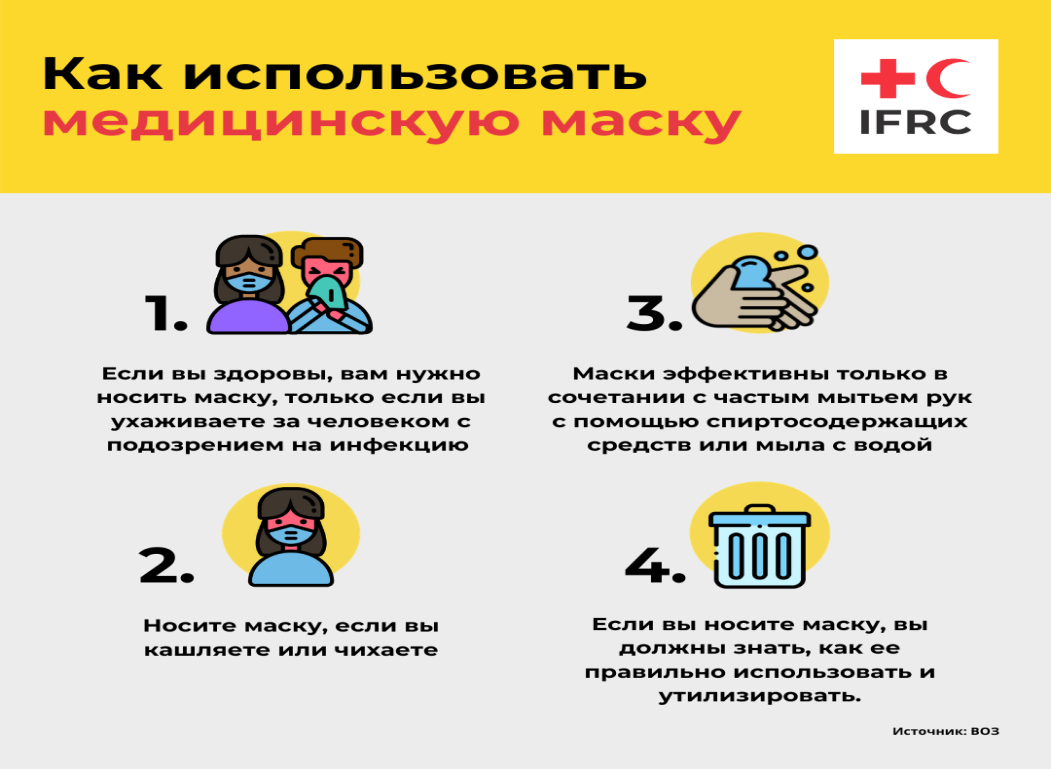 Как использовать
медицинскую маску
IFRC
1.
Если вы здоровы, вам нужно
носить маску, только если вы
ухаживаете за человеком с
подозрением на инфекцию
2.
Носите маску, если вы
кашляете или чихаете
3.
Маски эффективны только в
сочетании с частым мытьем рук
с помощью спиртосодержащих
средств или мыла с водой
4.
Если вы носите маску, вы
должны знать, как ее
правильно использовать и
утилизировать.
Источник: ВОЗ